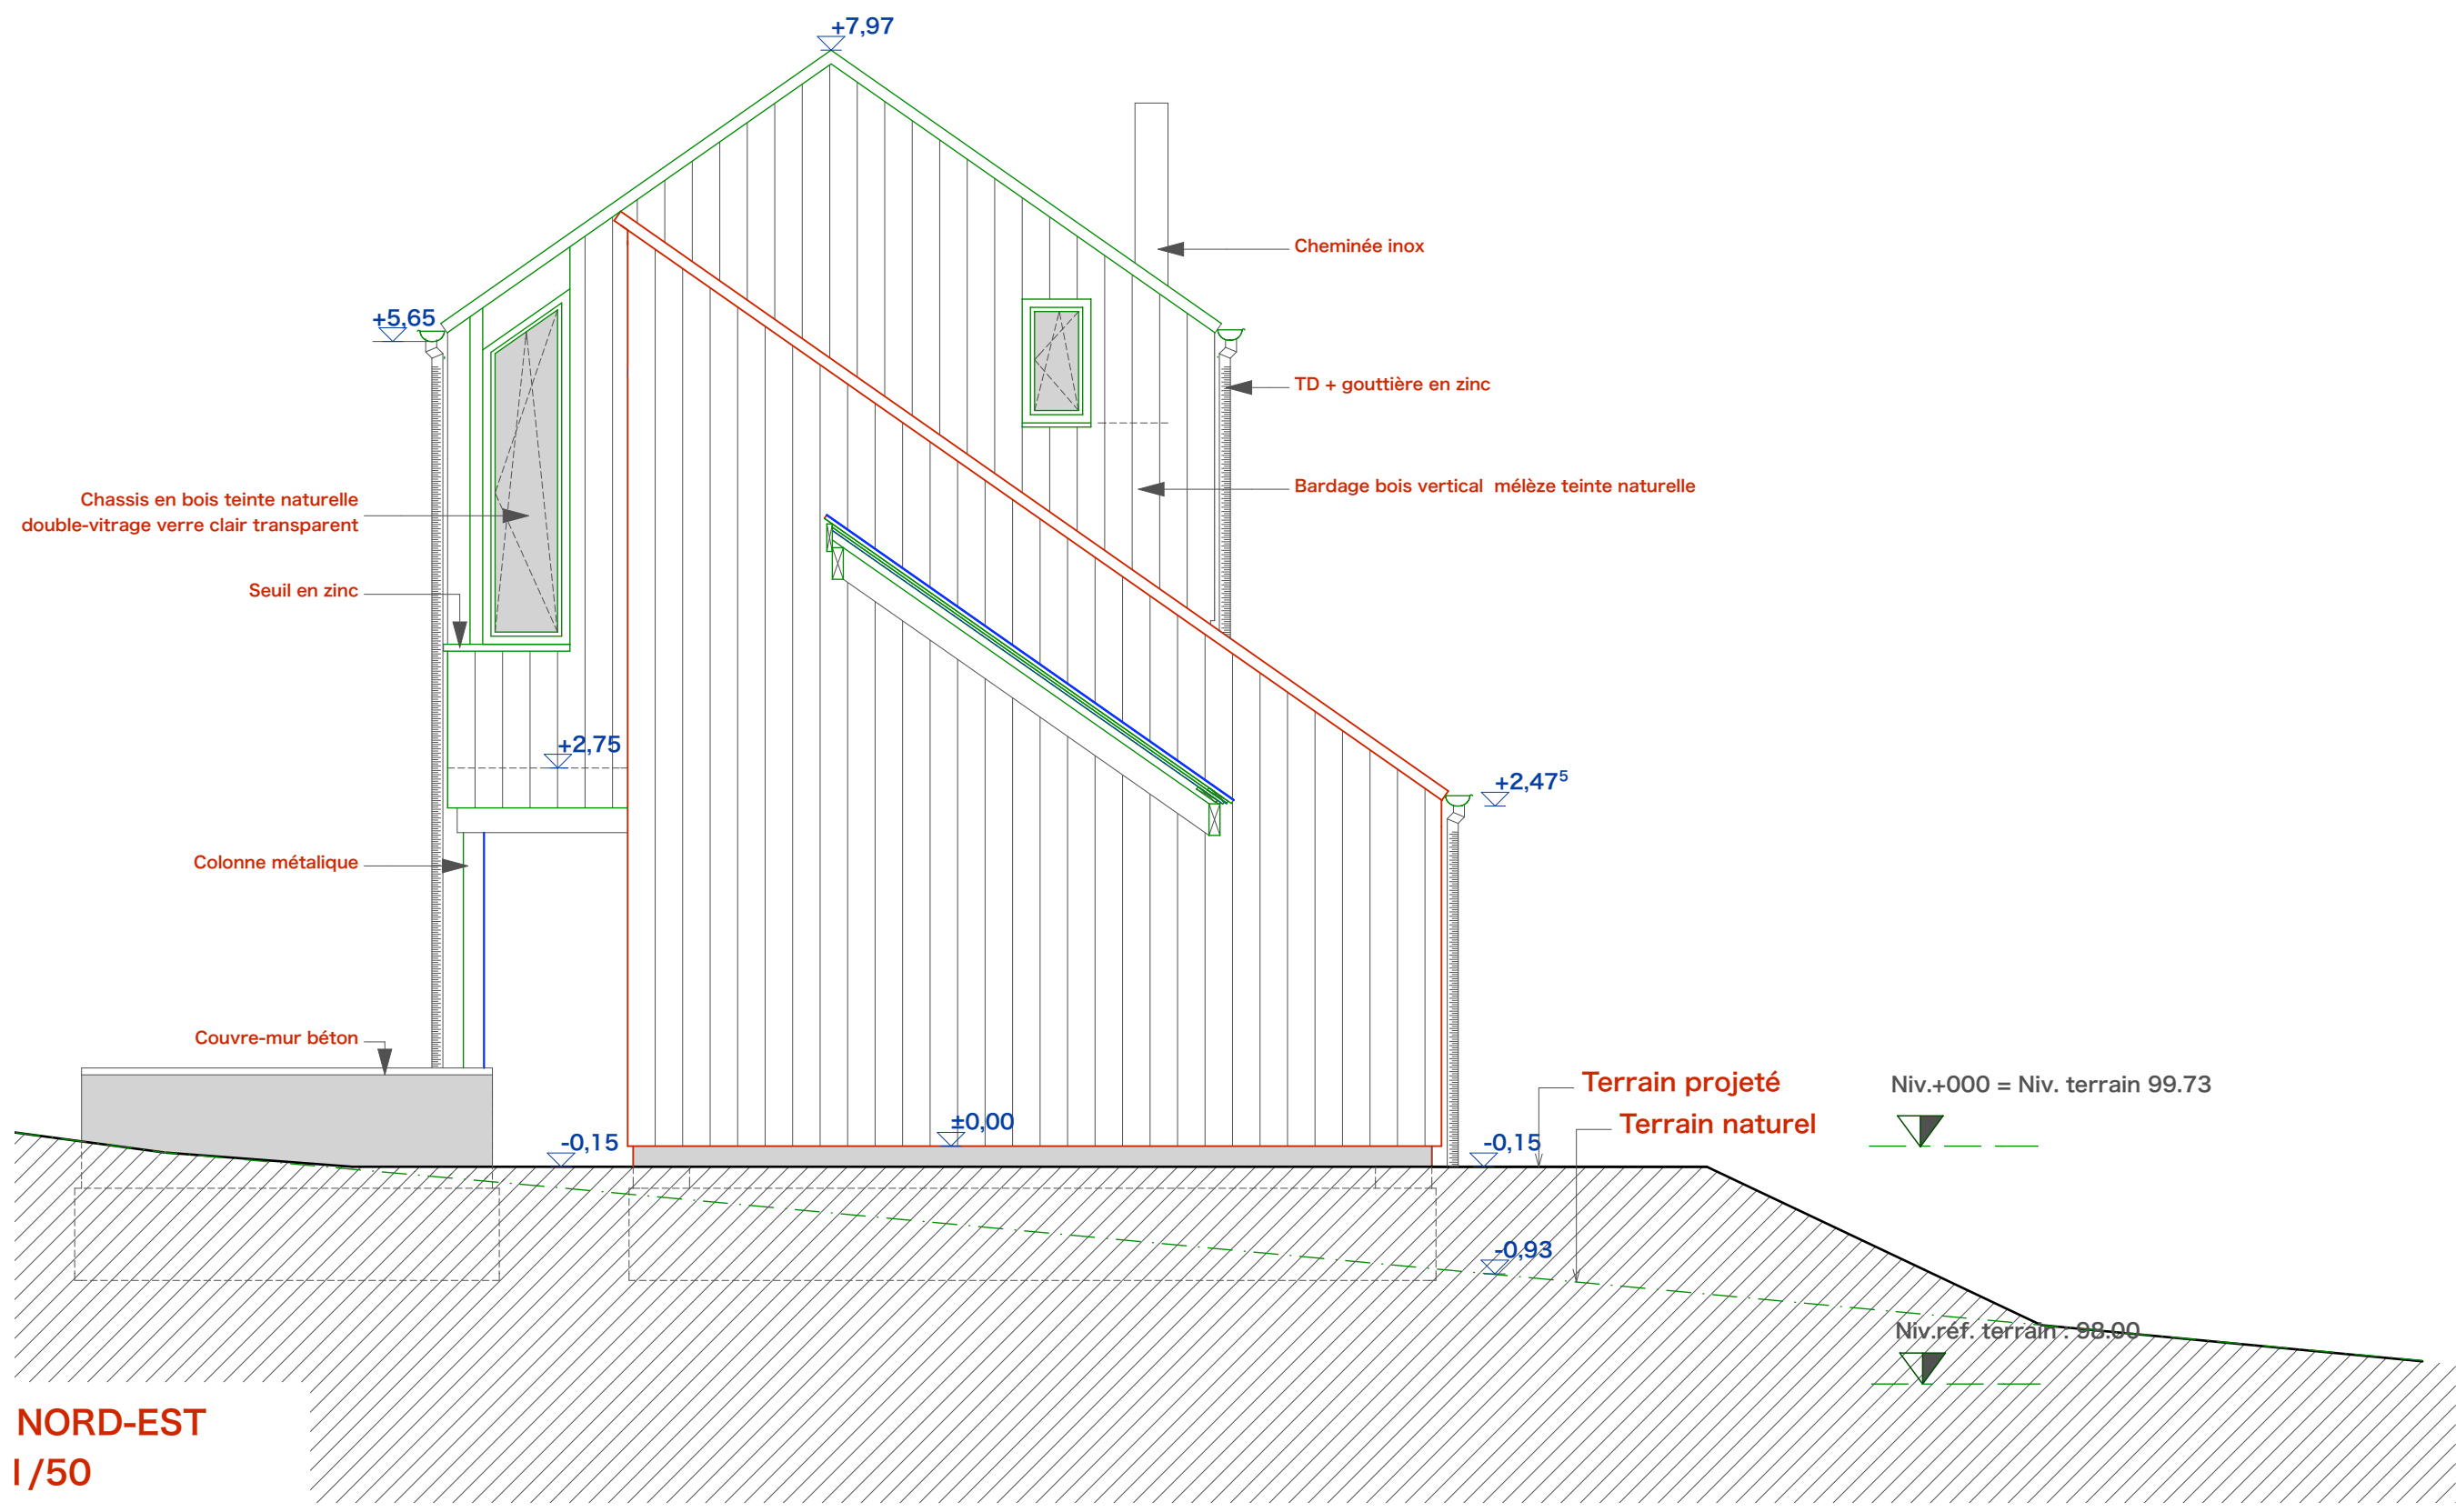 +7,97
Cheminée inox
+5,65
TD + gouttière en zinc
Chassis en bois teinte naturelle
double-vitrage verre clair transparent
Bardage bois vertical mélèze teinte naturelle
Seuil en zinc
+2,75
+2,47⁵
Colonne métalique
Couvre-mur béton
Terrain projeté
Niv.+000 = Niv. terrain 99.73
Terrain naturel
±0,00
-0,15
-0,15
-0,93
Niv.réf. terrain : 98.00
NORD-EST
1/50